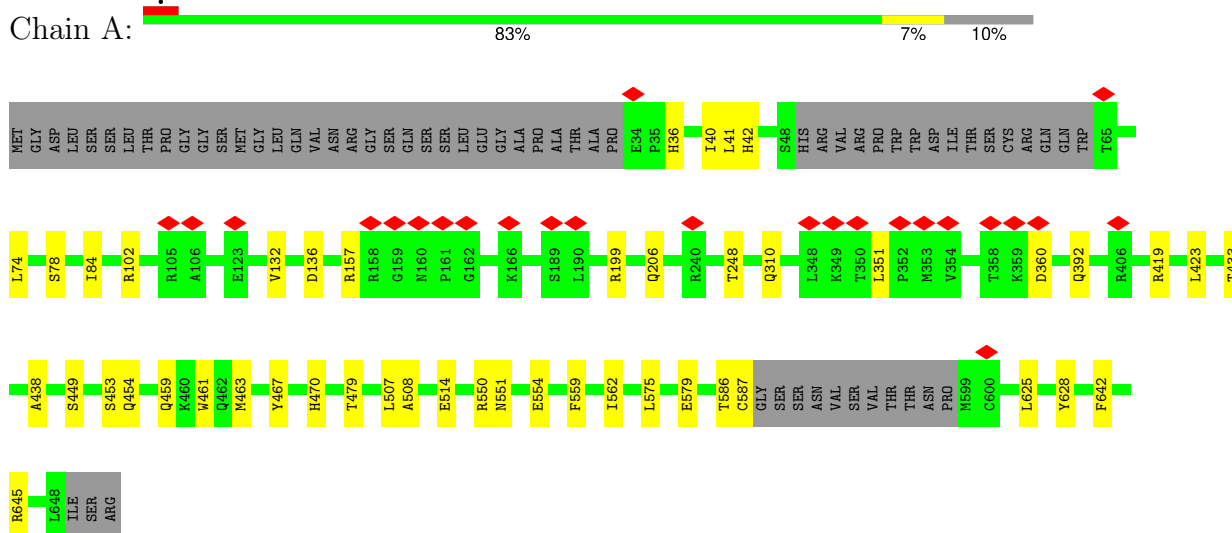 Chain A:
83% 7% 10%
MET GLY ASP LEU SER SER LEU THR PRO GLY GLY SER MET GLY LEU GLN VAL ASN ARG GLY SER GLN SER SER LEU GLU GLY ALA PRO ALA THR ALA PRO E34 P35 H36 I40 L41 H42 S48 HIS ARG VAL ARG PRO TRP TRP ASP ILE THR SER CYS ARG GLN GLN TRP T65
L74 S78 I84 R102 R105 A106 E123 V132 D136 R157 R158 G159 N160 P161 G162 K166 S189 L190 R199 Q206 R240 T248 Q310 L348 K349 T350 L351 P352 M353 V354 T358 K359 D360 Q392 R406 R419 L423
A438 S449 S453 Q454 Q459 K460 W461 Q462 M463 Y467 H470 T479 L507 A508 E514 R550 N551 E554 F559 I562 L575 E579 T586 C587 GLY SER SER ASN VAL SER VAL THR THR ASN PRO M599 C600 L625 Y628 F642
R645 L648 ILE SER ARG